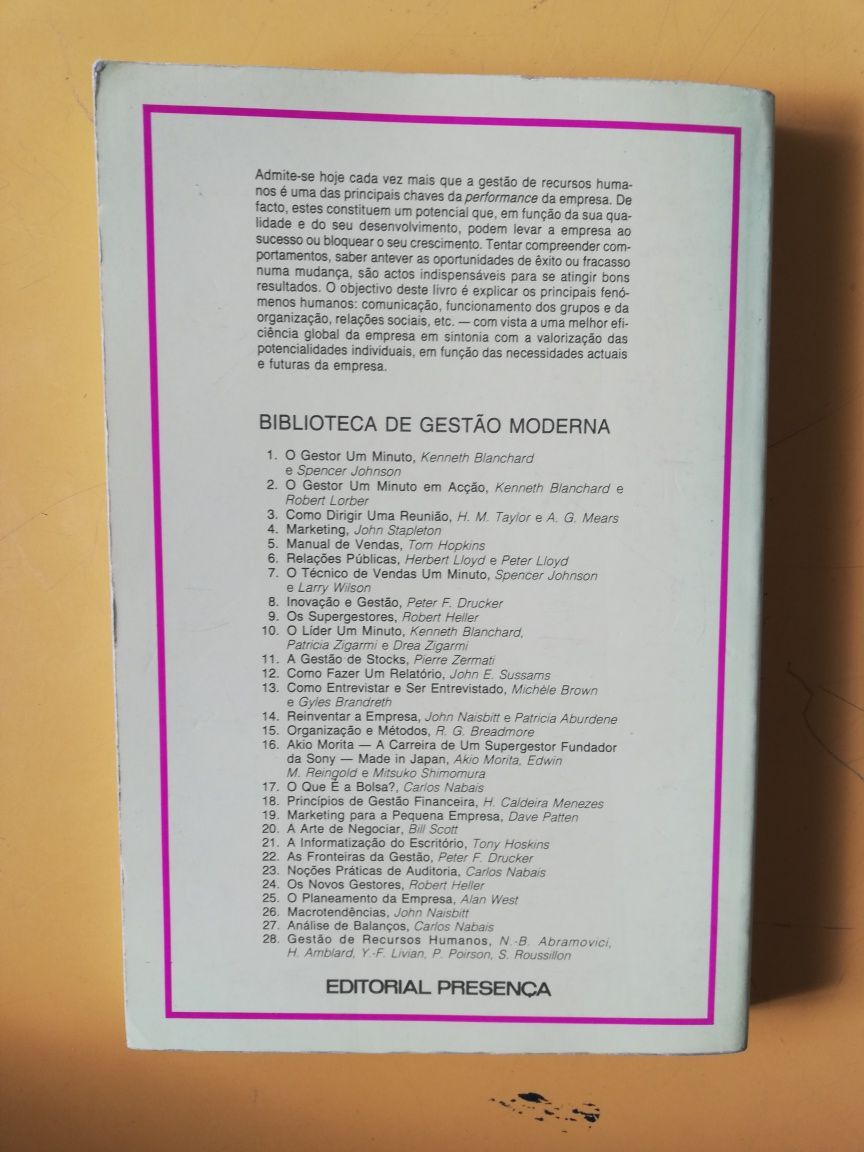 Admite-se hoje cada vez mais que a gestão de recursos huma-
nos é uma das principais chaves da performance da empresa. De
facto, estes constituem um potencial que, em função da sua qua-
lidade e do seu desenvolvimento, podem levar a empresa ao
sucesso ou bloquear o seu crescimento. Tentar compreender com-
portamentos, saber antever as oportunidades de êxito ou fracasso
numa mudança, são actos indispensáveis para se atingir bons
resultados. O objectivo deste livro é explicar os principais fenó-
menos humanos: comunicação, funcionamento dos grupos e da
organização, relações sociais, etc. — com vista a uma melhor efi-
ciência global da empresa em sintonia com a valorização das
potencialidades individuais, em função das necessidades actuais
e futuras da empresa.
BIBLIOTECA DE GESTÃO MODERNA
1. O Gestor Um Minuto, Kenneth Blanchard
e Spencer Johnson
2. O Gestor Um Minuto em Acção, Kenneth Blanchard e
Robert Lorber
3. Como Dirigir Uma Reunião, H. M. Taylor e A. G. Mears
4. Marketing, John Stapleton
5. Manual de Vendas, Tom Hopkins
6. Relações Públicas, Herbert Lloyd e Peter Lloyd
7. O Técnico de Vendas Um Minuto, Spencer Johnson
e Larry Wilson
8. Inovação e Gestão, Peter F. Drucker
9. Os Supergestores, Robert Heller
10. O Líder Um Minuto, Kenneth Blanchard,
Patricia Zigarmi e Drea Zigarmi
11. A Gestão de Stocks, Pierre Zermati
12. Como Fazer Um Relatório, John E. Sussams
13. Como Entrevistar e Ser Entrevistado, Michèle Brown
e Gyles Brandreth
14. Reinventar a Empresa, John Naisbitt e Patricia Aburdene
15. Organização e Métodos, R. G. Breadmore
16. Akio Morita — A Carreira de Um Supergestor Fundador
da Sony — Made in Japan, Akio Morita, Edwin
M. Reingold e Mitsuko Shimomura
17. O Que É a Bolsa?, Carlos Nabais
18. Princípios de Gestão Financeira, H. Caldeira Menezes
19. Marketing para a Pequena Empresa, Dave Patten
20. A Arte de Negociar, Bill Scott
21. A Informatização do Escritório, Tony Hoskins
22. As Fronteiras da Gestão, Peter F. Drucker
23. Noções Práticas de Auditoria, Carlos Nabais
24. Os Novos Gestores, Robert Heller
25. O Planeamento da Empresa, Alan West
26. Macrotendências, John Naisbitt
27. Análise de Balanços, Carlos Nabais
28. Gestão de Recursos Humanos, N.-B. Abramovici,
H. Amblard, Y.-F. Livian, P. Poirson, S. Roussillon
EDITORIAL PRESENÇA